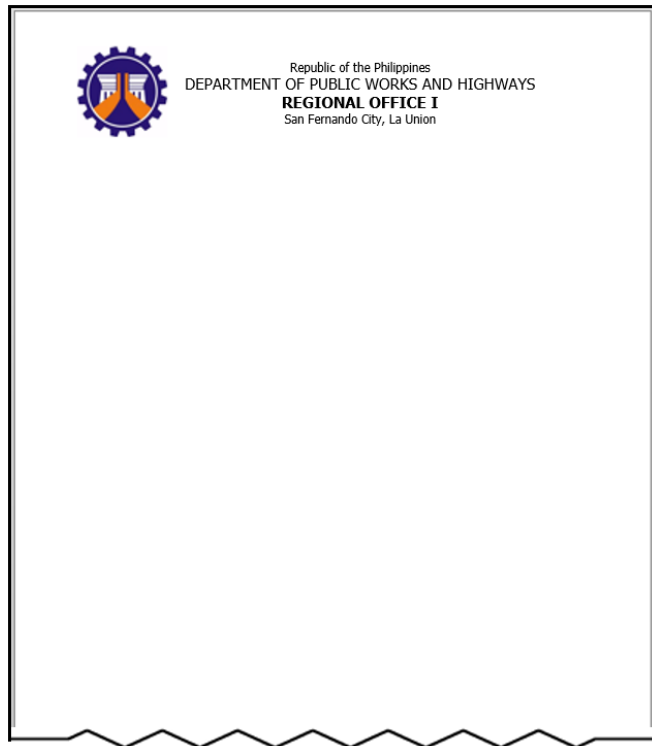 Republic of the Philippines
DEPARTMENT OF PUBLIC WORKS AND HIGHWAYS
REGIONAL OFFICE I
San Fernando City, La Union